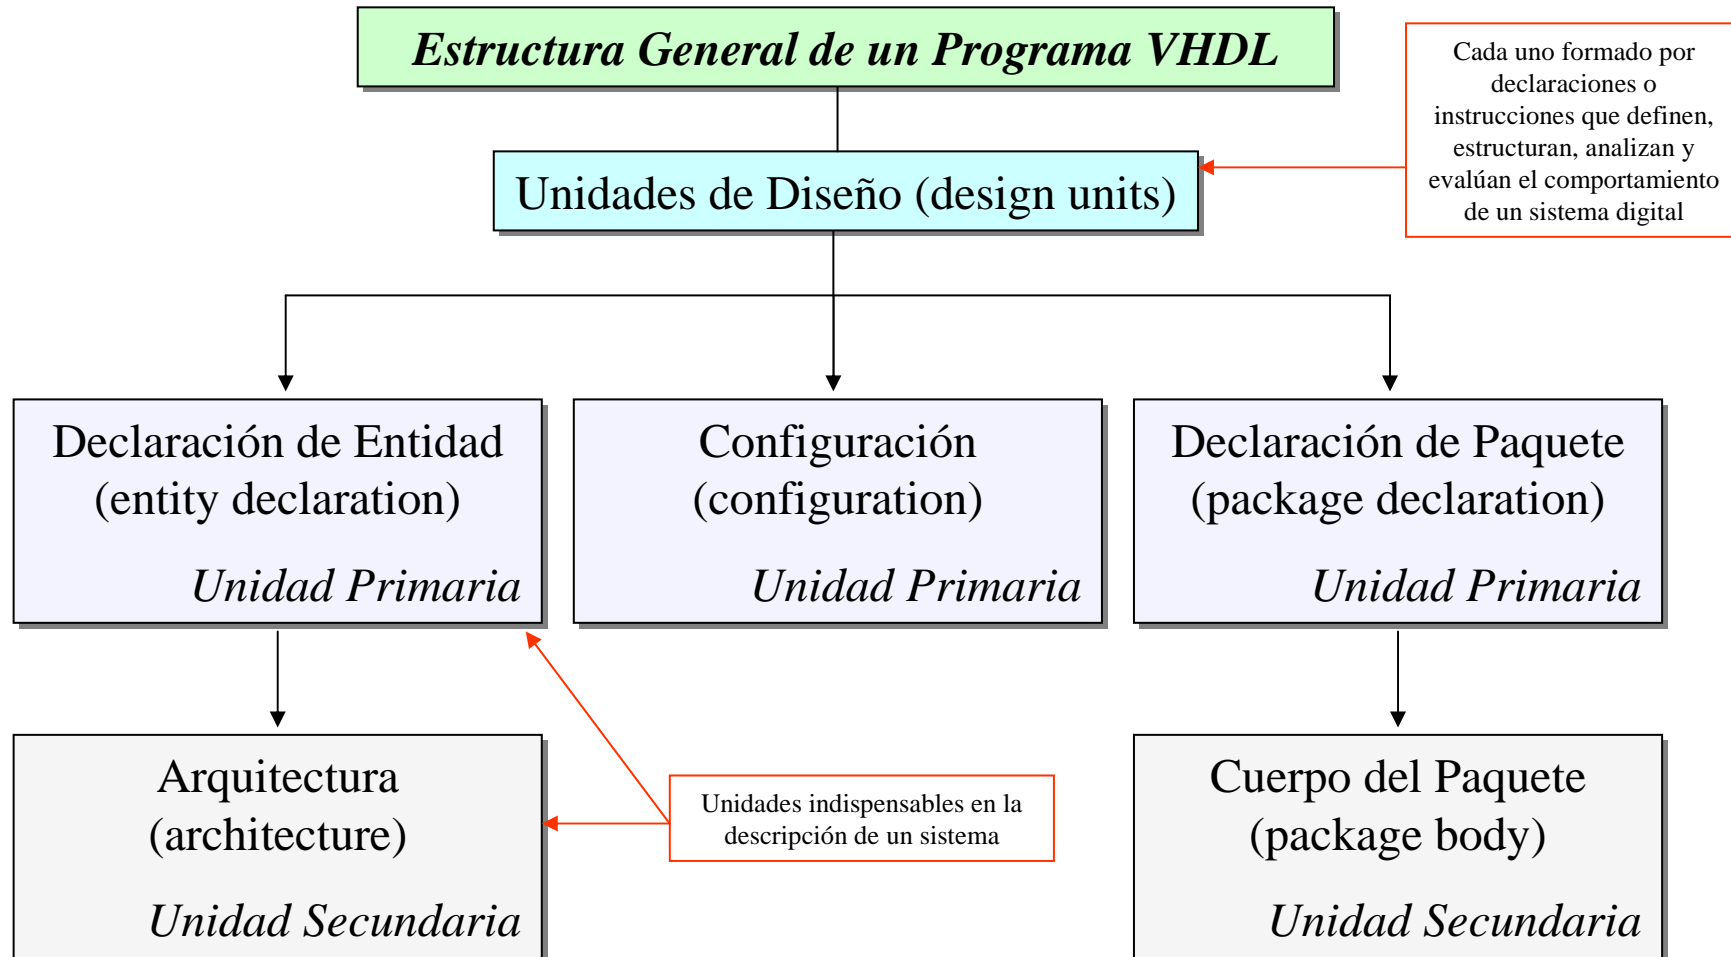 Estructura General de un Programa VHDL
Cada uno formado por
declaraciones o
instrucciones que definen,
estructuran, analizan y
evalúan el comportamiento
de un sistema digital
Unidades de Diseño (design units)
Declaración de Entidad
(entity declaration)
Unidad Primaria
Configuración
(configuration)
Unidad Primaria
Declaración de Paquete
(package declaration)
Unidad Primaria
Arquitectura
(architecture)
Unidad Secundaria
Unidades indispensables en la
descripción de un sistema
Cuerpo del Paquete
(package body)
Unidad Secundaria